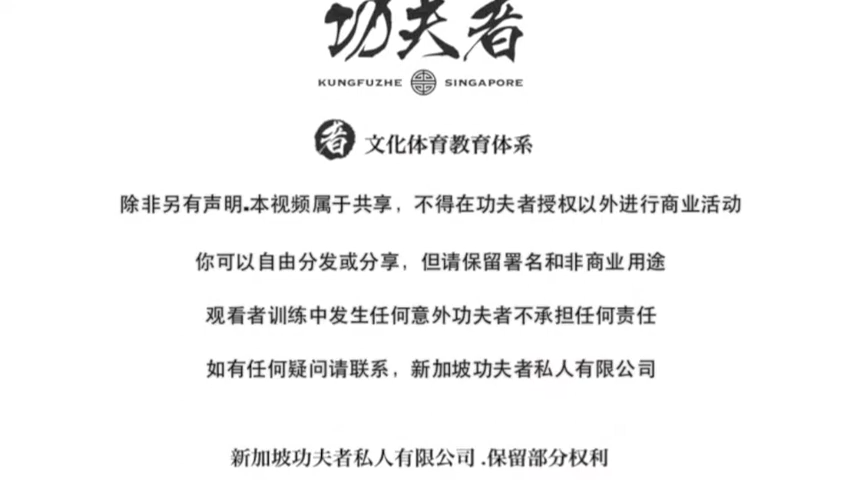 功夫者
KUNGFUZHE SINGAPORE
者 文化体育教育体系
除非另有声明.本视频属于共享，不得在功夫者授权以外进行商业活动
你可以自由分发或分享，但请保留署名和非商业用途
观看者训练中发生任何意外功夫者不承担任何责任
如有任何疑问请联系，新加坡功夫者私人有限公司
新加坡功夫者私人有限公司 .保留部分权利